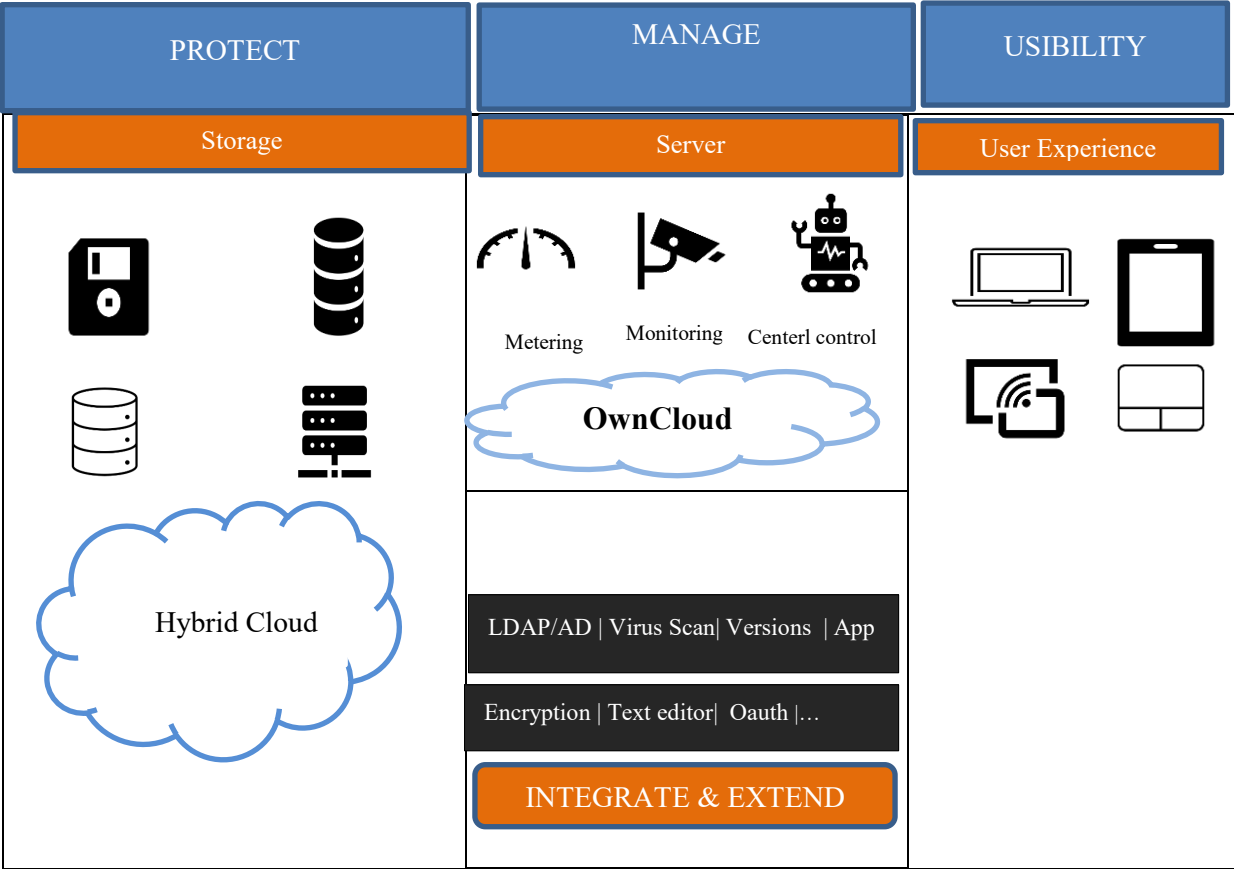 PROTECT
MANAGE
USIBILITY
Storage
Server
User Experience
Metering
Monitoring
Centerl control
OwnCloud
Hybrid Cloud
LDAP/AD | Virus Scan| Versions | App
Encryption | Text editor| Oauth |…
INTEGRATE & EXTEND